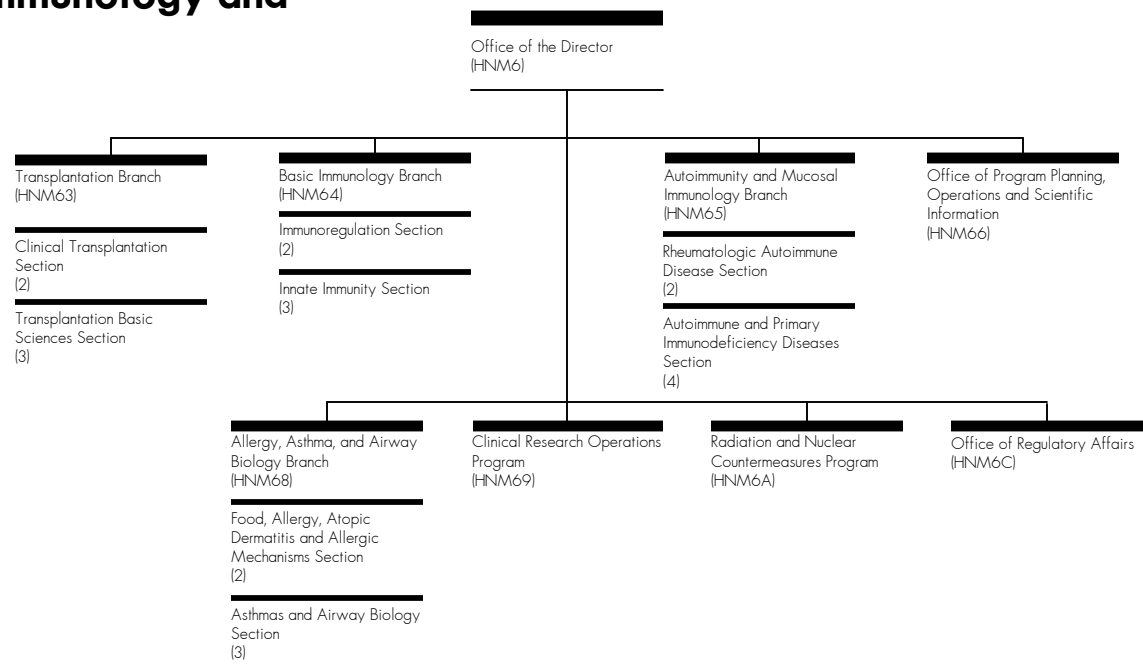 Immunology and
Office of the Director
(HNM6)
Transplantation Branch
(HNM63)
Clinical Transplantation
Section
(2)
Transplantation Basic
Sciences Section
(3)
Basic Immunology Branch
(HNM64)
Immunoregulation Section
(2)
Innate Immunity Section
(3)
Autoimmunity and Mucosal
Immunology Branch
(HNM65)
Rheumatologic Autoimmune
Disease Section
(2)
Autoimmune and Primary
Immunodeficiency Diseases
Section
(4)
Office of Program Planning,
Operations and Scientific
Information
(HNM66)
Allergy, Asthma, and Airway
Biology Branch
(HNM68)
Food, Allergy, Atopic
Dermatitis and Allergic
Mechanisms Section
(2)
Asthmas and Airway Biology
Section
(3)
Clinical Research Operations
Program
(HNM69)
Radiation and Nuclear
Countermeasures Program
(HNM6A)
Office of Regulatory Affairs
(HNM6C)